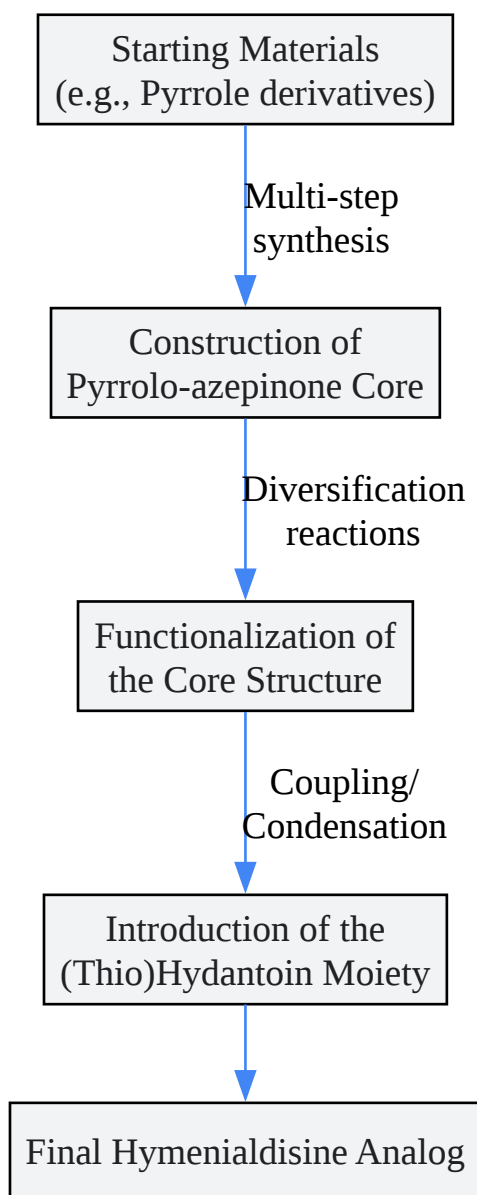 Starting Materials
(e.g., Pyrrole derivatives)
Multi-step
synthesis
Construction of
Pyrrolo-azepinone Core
Diversification
reactions
Functionalization of
the Core Structure
Coupling/
Condensation
Introduction of the
(Thio)Hydantoin Moiety
Final Hymenialdisine Analog